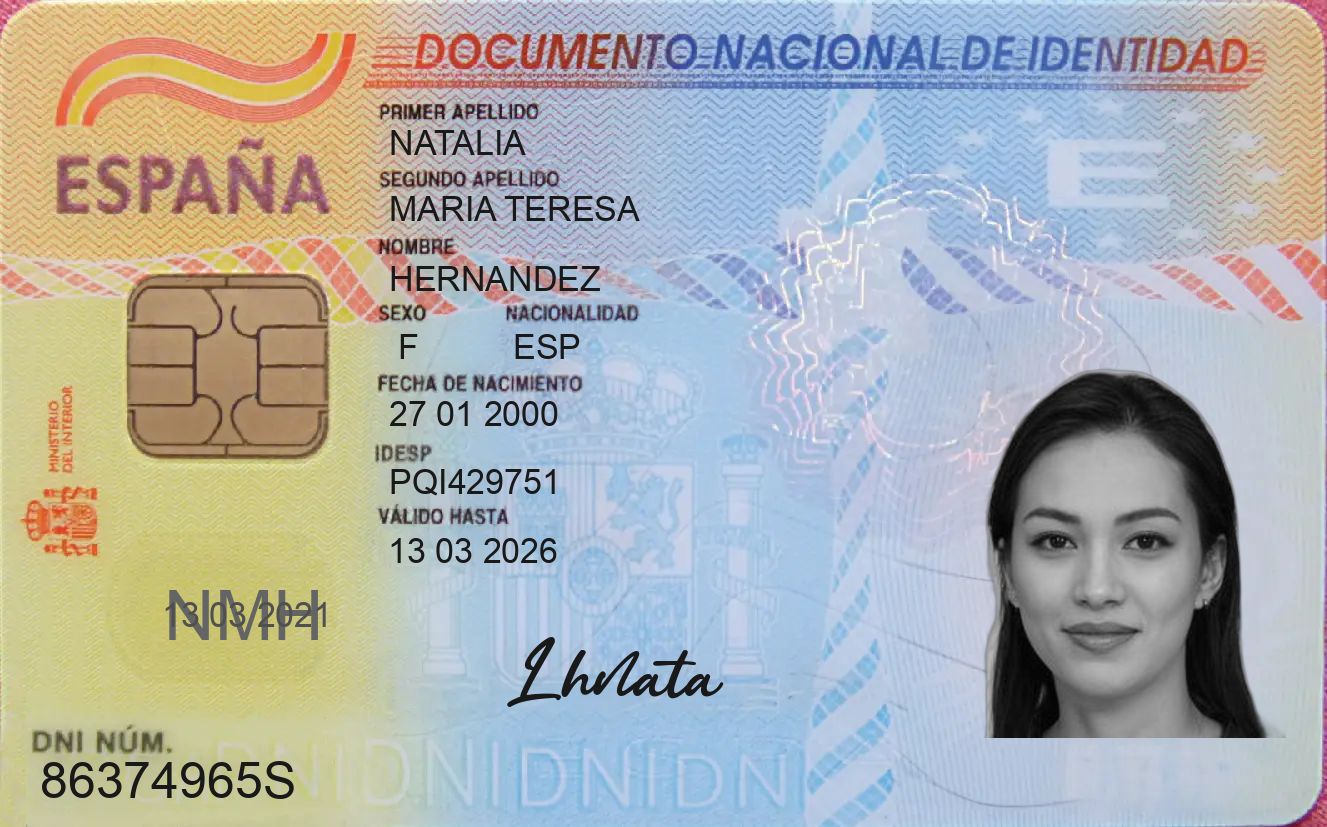 DOCUMENTO NACIONAL DE IDENTIDAD
ESPAÑA
PRIMER APELLIDO
NATALIA
SEGUNDO APELLIDO
MARIA TERESA
NOMBRE
HERNANDEZ
SEXO NACIONALIDAD
F ESP
FECHA DE NACIMIENTO
27 01 2000
IDESP
PQI429751
VÁLIDO HASTA
13 03 2026
MINISTERIO
DEL INTERIOR
E
NMH
13 03 2021
Lhnata
DNI NÚM.
86374965S
DNIDNIDNIDNI